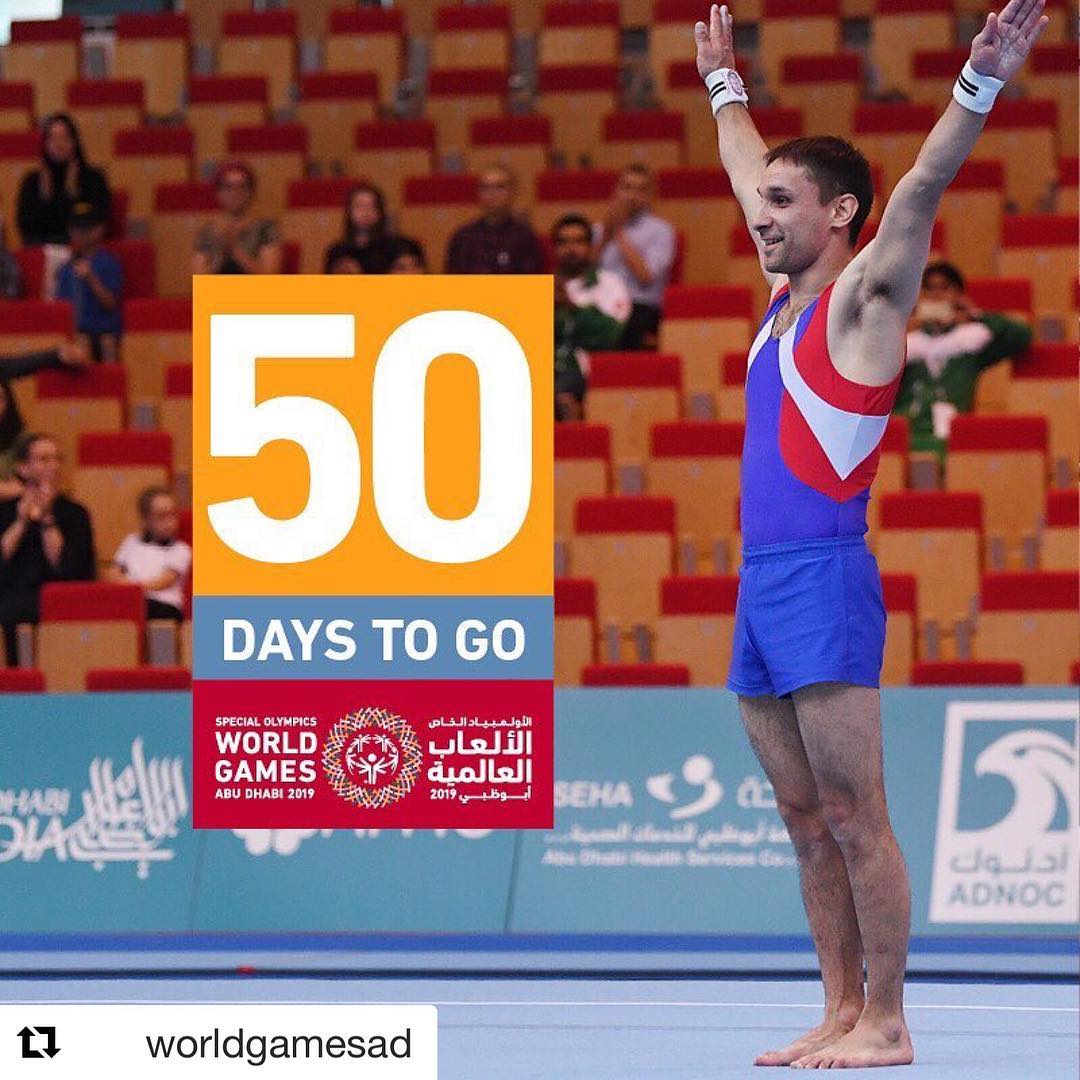 50
DAYS TO GO
SPECIAL OLYMPICS
WORLD
GAMES
ABU DHABI 2019
الأولمبياد الخاص
الألعاب
العالمية
أبوظبي 2019
SEHA
Abu Dhabi Health Services Co.
أدنوك
ADNOC
worldgamesad